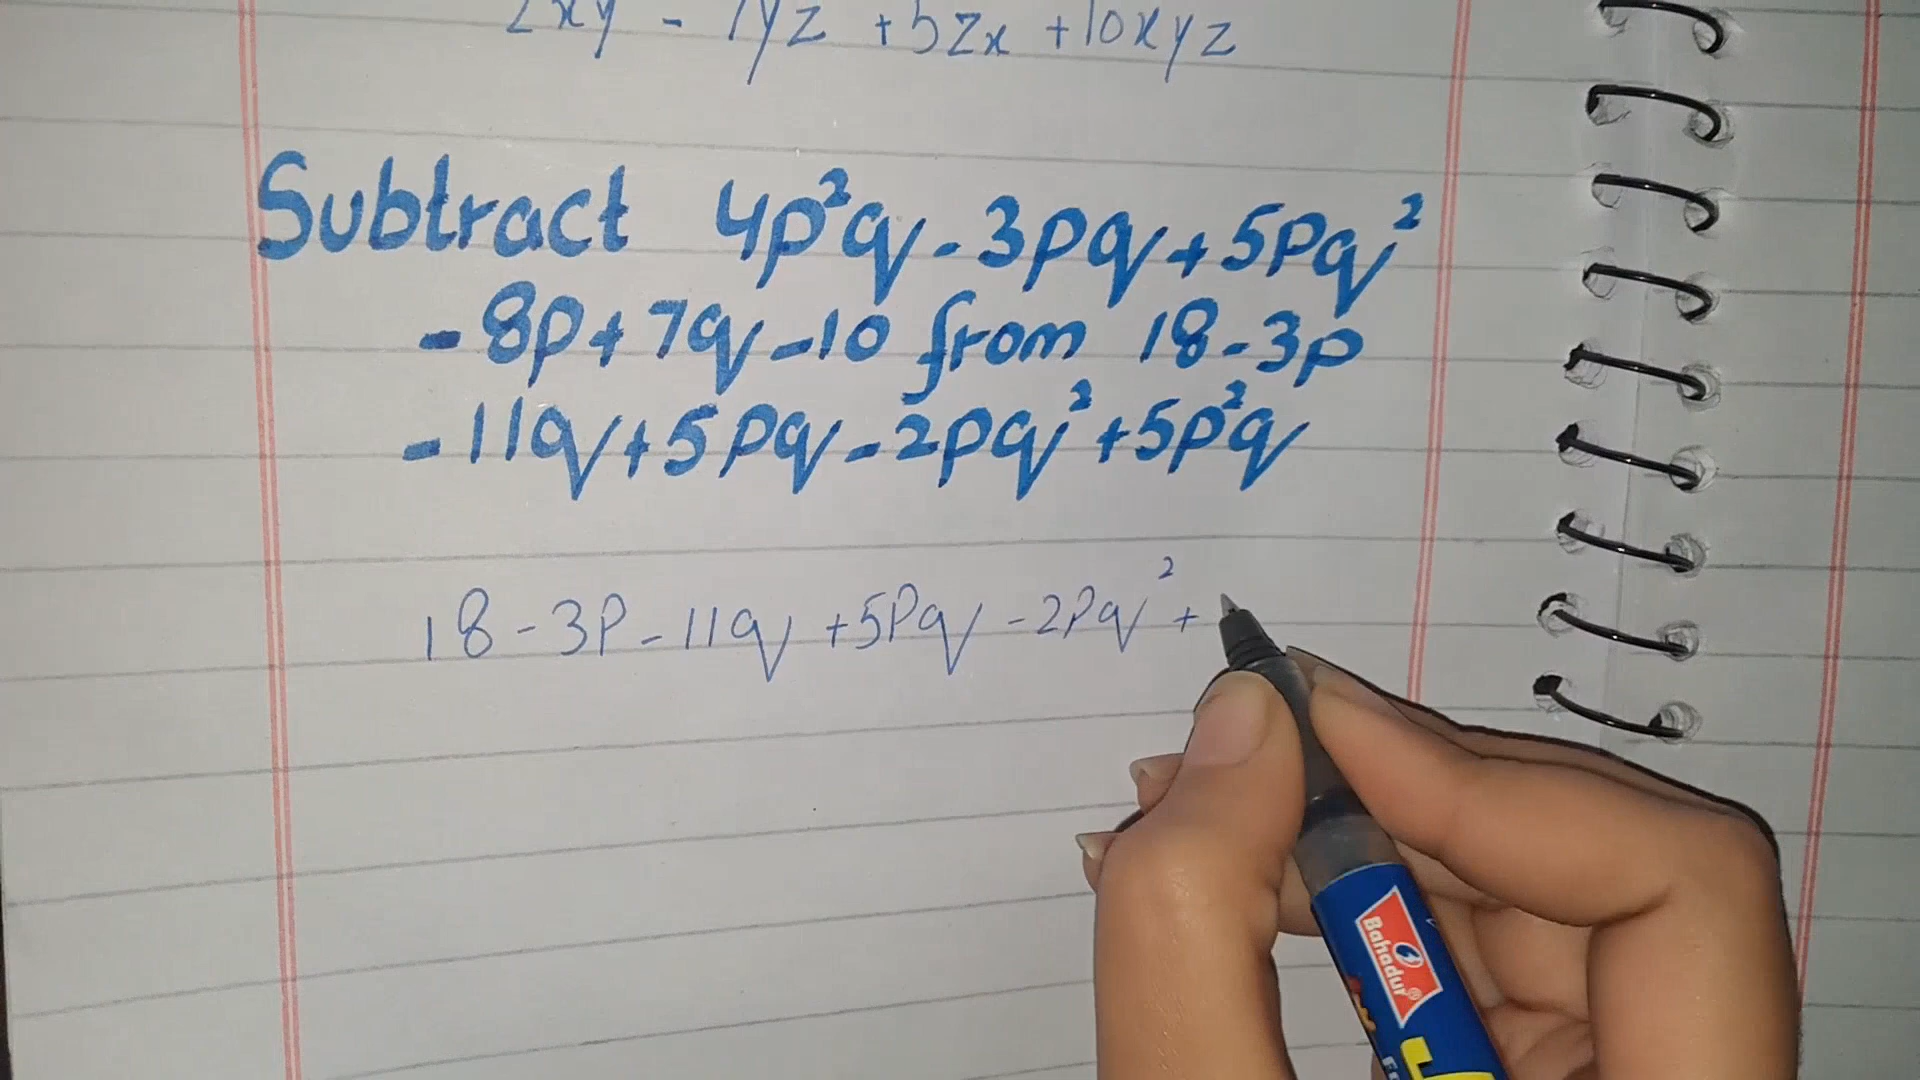 2xy - 7yz + 5zx + 10xyz
Subtract 4p²q - 3pq + 5pq²
- 8p + 7q - 10 from 18 - 3p
- 11q + 5pq - 2pq² + 5p²q
18 - 3p - 11q + 5pq - 2pq² +
Bahadur